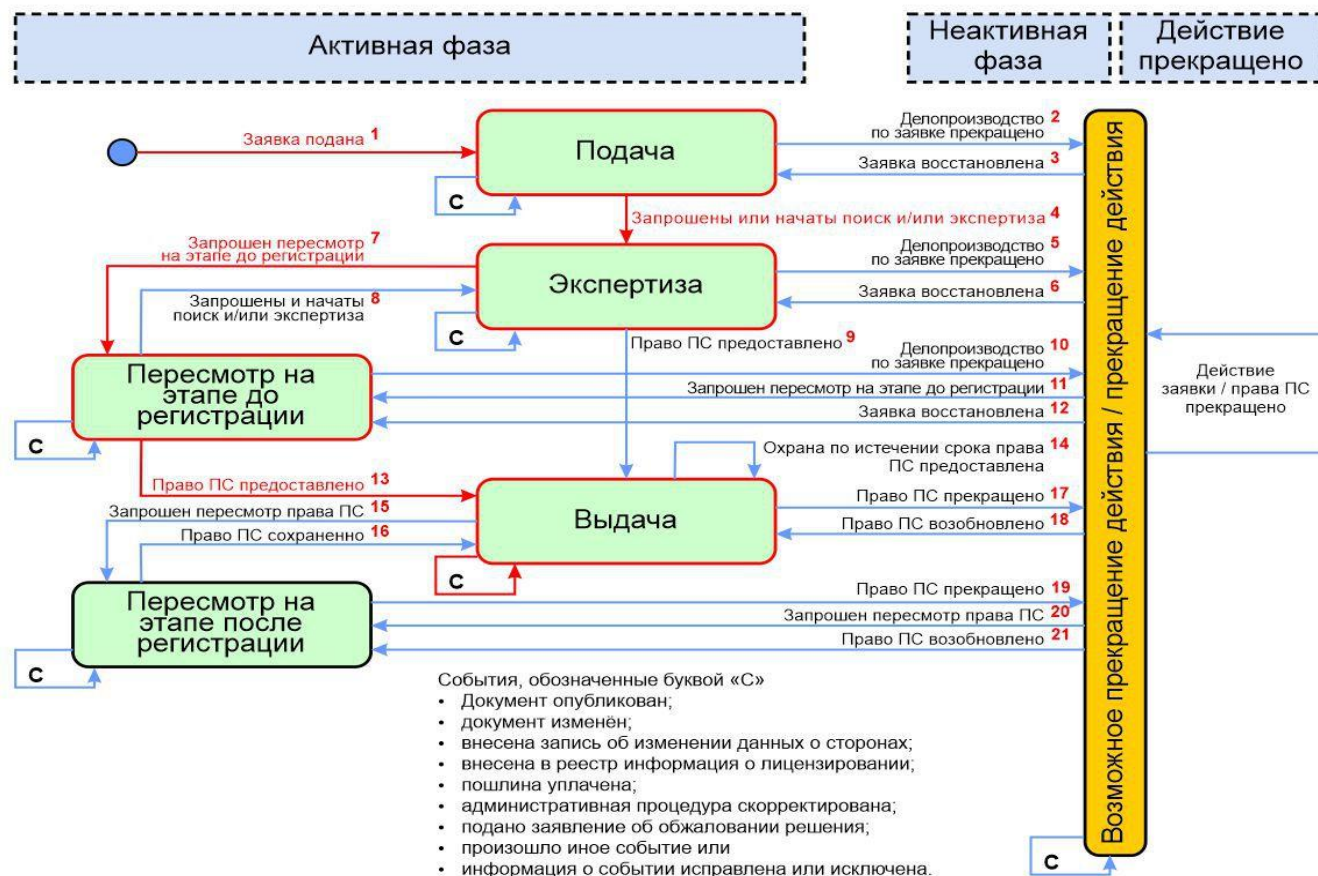 Активная фаза
Неактивная
фаза
Действие
прекращено
Заявка подана 1
Подача
С
Делопроизводство 2
по заявке прекращено
Заявка восстановлена 3
Запрошены или начаты поиск и/или экспертиза 4
Запрошен пересмотр 7
на этапе до регистрации
Экспертиза
С
Делопроизводство 5
по заявке прекращено
Заявка восстановлена 6
Запрошены и начаты 8
поиск и/или экспертиза
Право ПС предоставлено 9
Пересмотр на
этапе до
регистрации
С
Делопроизводство 10
по заявке прекращено
Запрошен пересмотр на этапе до регистрации 11
Заявка восстановлена 12
Действие
заявки / права ПС
прекращено
Охрана по истечении срока права 14
ПС предоставлена
Право ПС предоставлено 13
Запрошен пересмотр права ПС 15
Право ПС сохраненно 16
Выдача
С
Право ПС прекращено 17
Право ПС возобновлено 18
Пересмотр на
этапе после
регистрации
С
Право ПС прекращено 19
Запрошен пересмотр права ПС 20
Право ПС возобновлено 21
Возможное прекращение действия / прекращение действия
С
События, обозначенные буквой «С»
• Документ опубликован;
• документ изменён;
• внесена запись об изменении данных о сторонах;
• внесена в реестр информация о лицензировании;
• пошлина уплачена;
• административная процедура скорректирована;
• подано заявление об обжаловании решения;
• произошло иное событие или
• информация о событии исправлена или исключена.